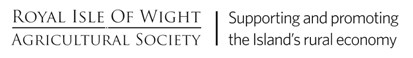 ROYAL ISLE OF WIGHT
AGRICULTURAL SOCIETY
Supporting and promoting
the Island's rural economy